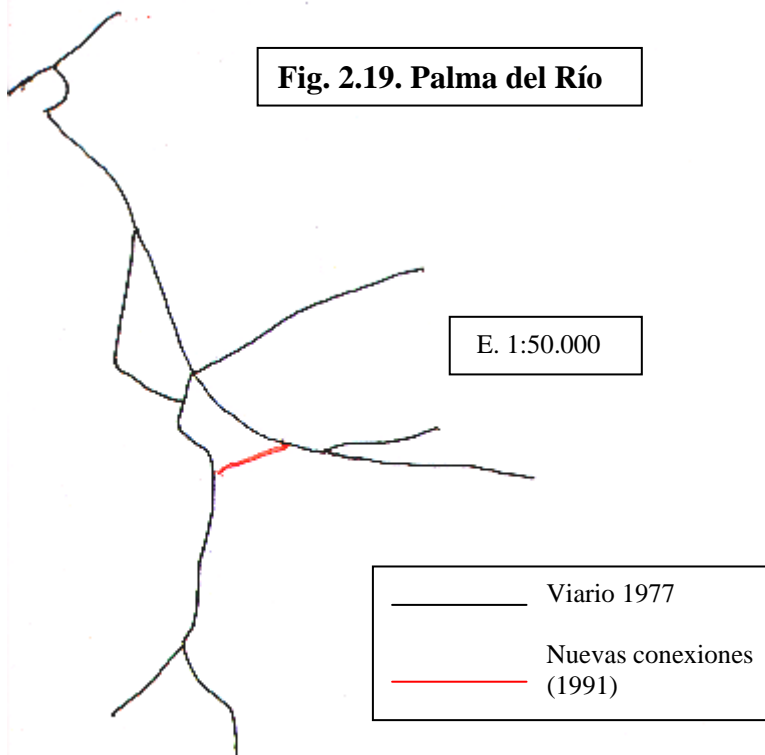 Fig. 2.19. Palma del Río
E. 1:50.000
Viario 1977
Nuevas conexiones
(1991)